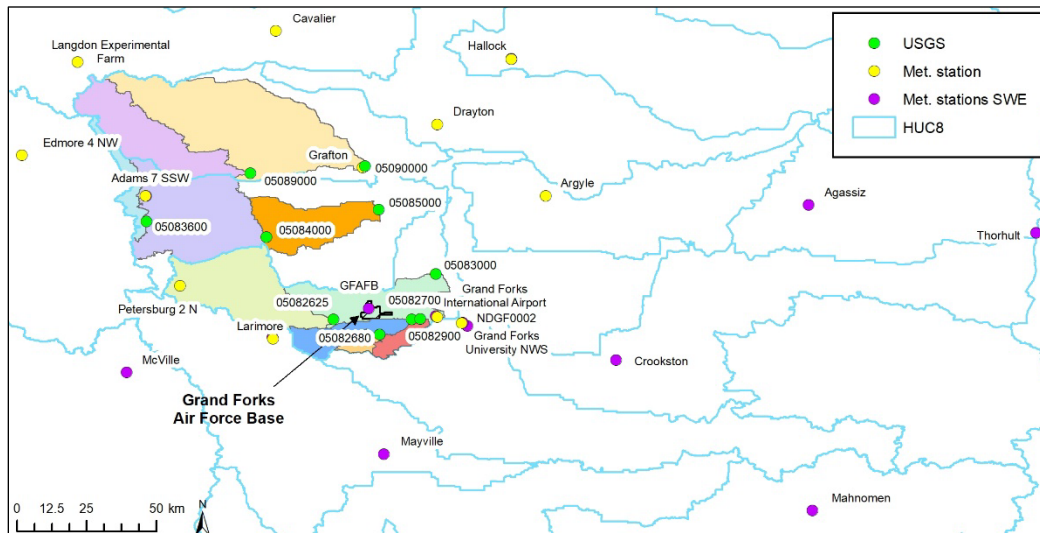 Cavalier
Langdon Experimental
Farm
Hallock
USGS
Met. station
Met. stations SWE
HUC8
Drayton
Edmore 4 NW
Grafton
05090000
05089000
Adams 7 SSW
Argyle
Agassiz
05085000
05083600
05084000
Thorhult
05083000
GFAFB
Grand Forks
International Airport
05082625
05082700
NDGF0002
Petersburg 2 N
Larimore
05082680
05082900
Grand Forks
University NWS
McVille
Crookston
Grand Forks
Air Force Base
Mayville
Mahnomen
0 12.5 25 50 km
N